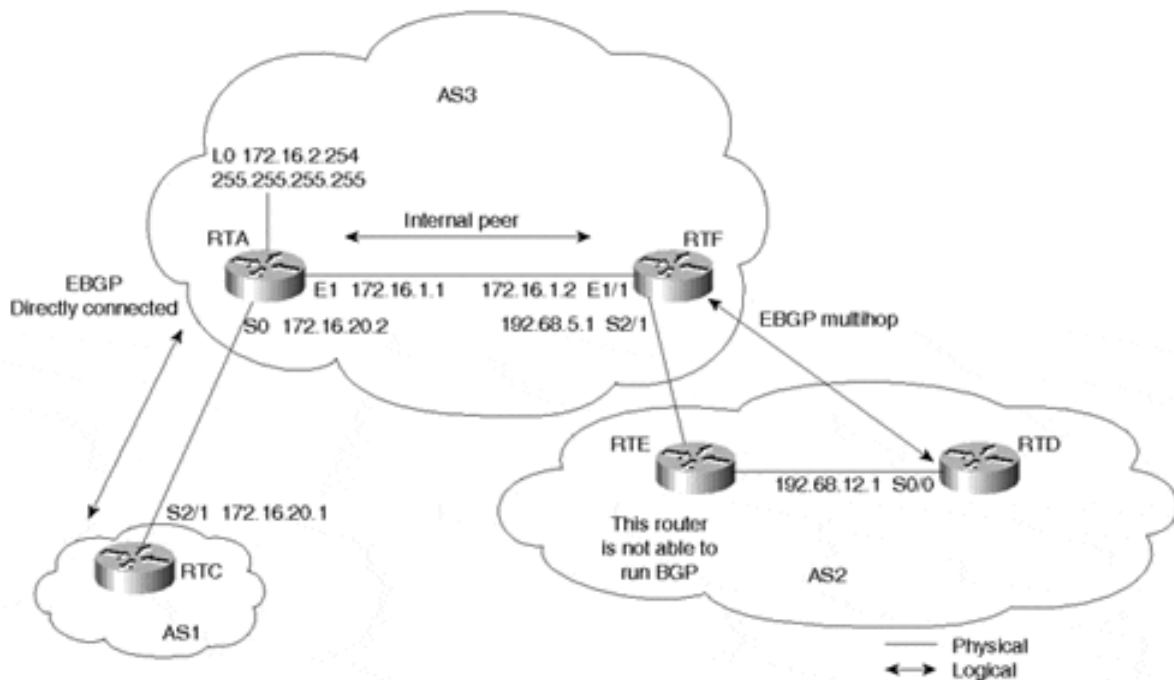 AS3
L0 172.16.2.254
255.255.255.255
Internal peer
RTA
RTF
EBGP
Directly connected
E1 172.16.1.1
172.16.1.2 E1/1
S0 172.16.20.2
192.68.5.1 S2/1
EBGP multihop
RTE
RTD
192.68.12.1 S0/0
S2/1 172.16.20.1
This router
is not able to
run BGP
RTC
AS2
AS1
Physical
Logical